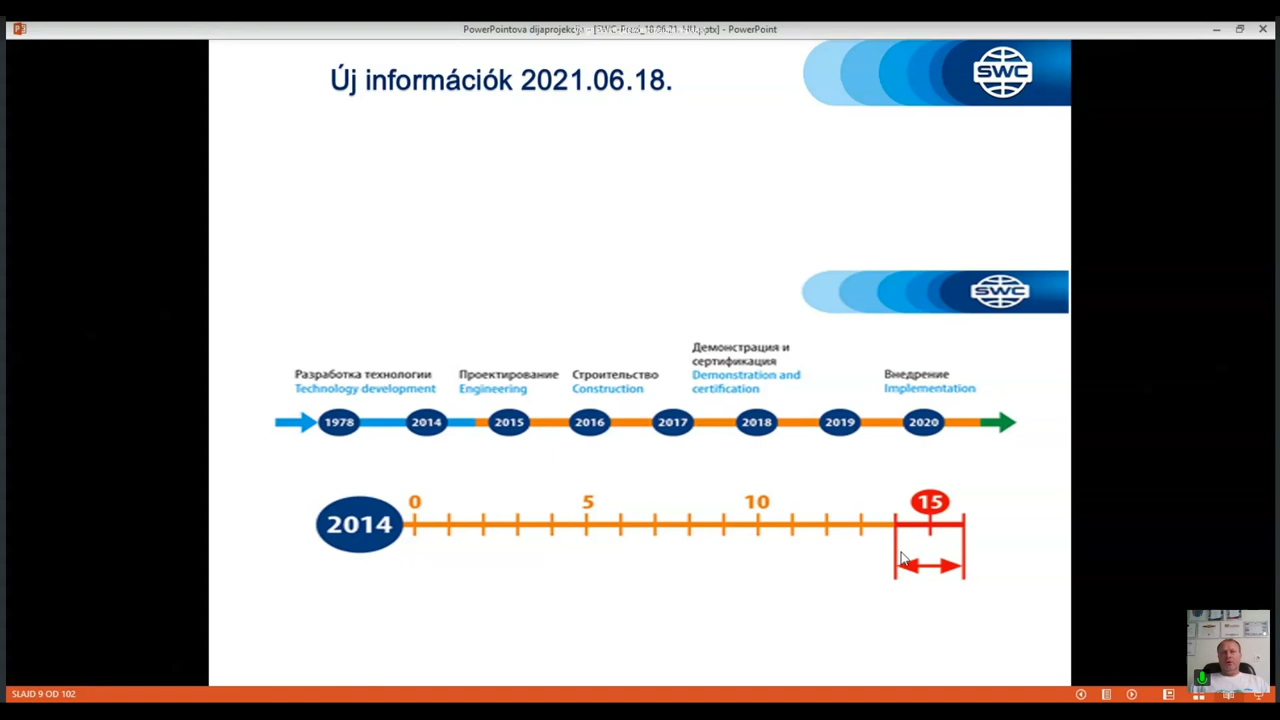 PowerPointova dijaprojekcija - [SWC-Prezi_18.06.21. HU.pptx] - PowerPoint
Új információk 2021.06.18.
SWC
SWC
Разработка технологии
Technology development
Проектирование
Engineering
Строительство
Construction
Демонстрация и
сертификация
Demonstration and
certification
Внедрение
Implementation
1978 2014 2015 2016 2017 2018 2019 2020
2014 0 5 10 15
SLAJD 9 OD 102